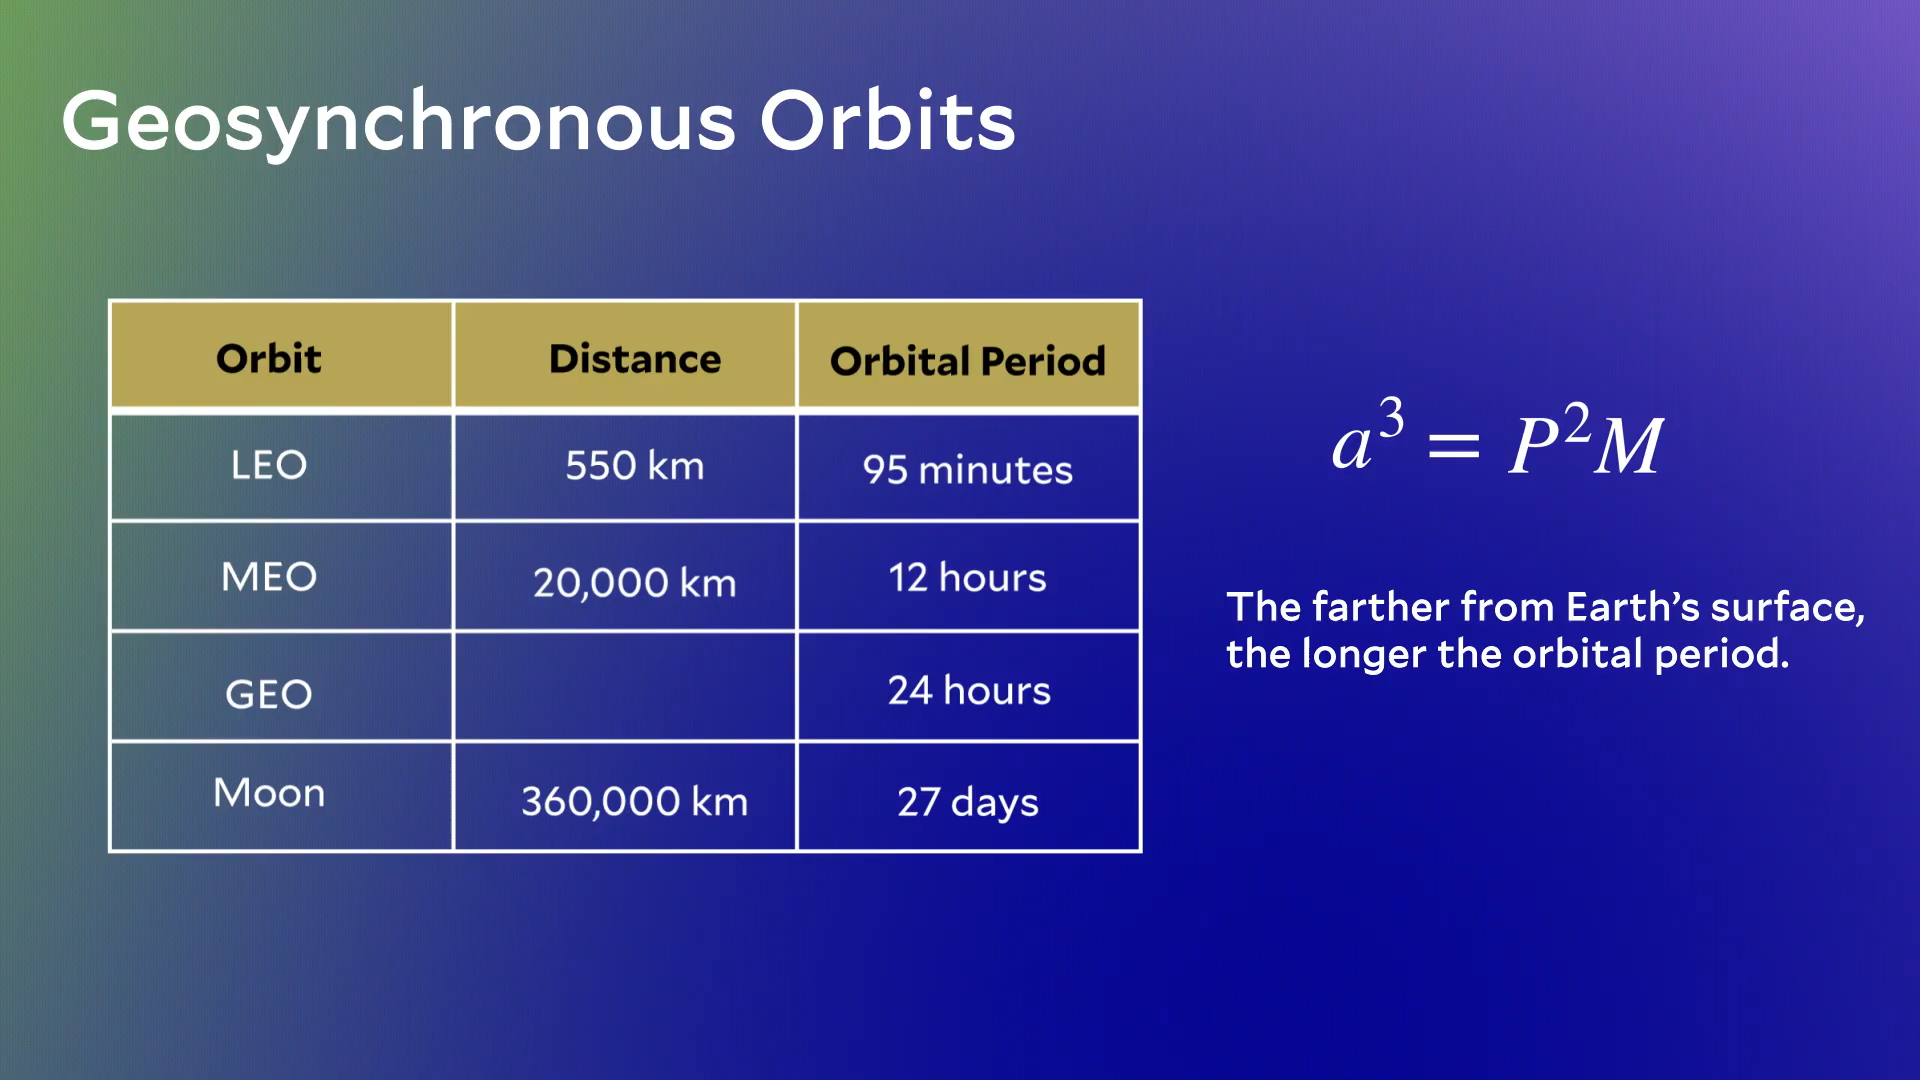 Geosynchronous Orbits
Orbit Distance Orbital Period
LEO 550 km 95 minutes
MEO 20,000 km 12 hours
GEO 24 hours
Moon 360,000 km 27 days
a³ = P²M
The farther from Earth’s surface,
the longer the orbital period.